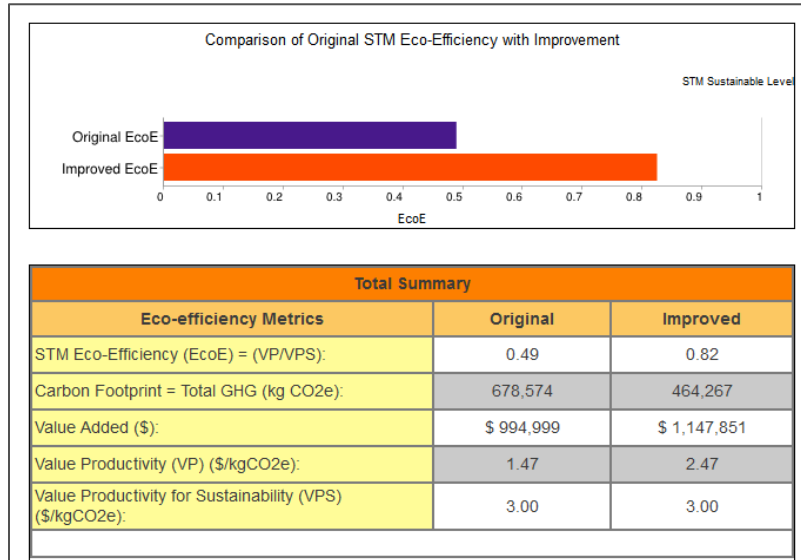 Comparison of Original STM Eco-Efficiency with Improvement
STM Sustainable Level
Original EcoE
Improved EcoE
0 0.1 0.2 0.3 0.4 0.5 0.6 0.7 0.8 0.9 1
EcoE
Total Summary
Eco-efficiency Metrics Original Improved
STM Eco-Efficiency (EcoE) = (VP/VPS): 0.49 0.82
Carbon Footprint = Total GHG (kg CO2e): 678,574 464,267
Value Added ($): $ 994,999 $ 1,147,851
Value Productivity (VP) ($/kgCO2e): 1.47 2.47
Value Productivity for Sustainability (VPS)
($/kgCO2e): 3.00 3.00